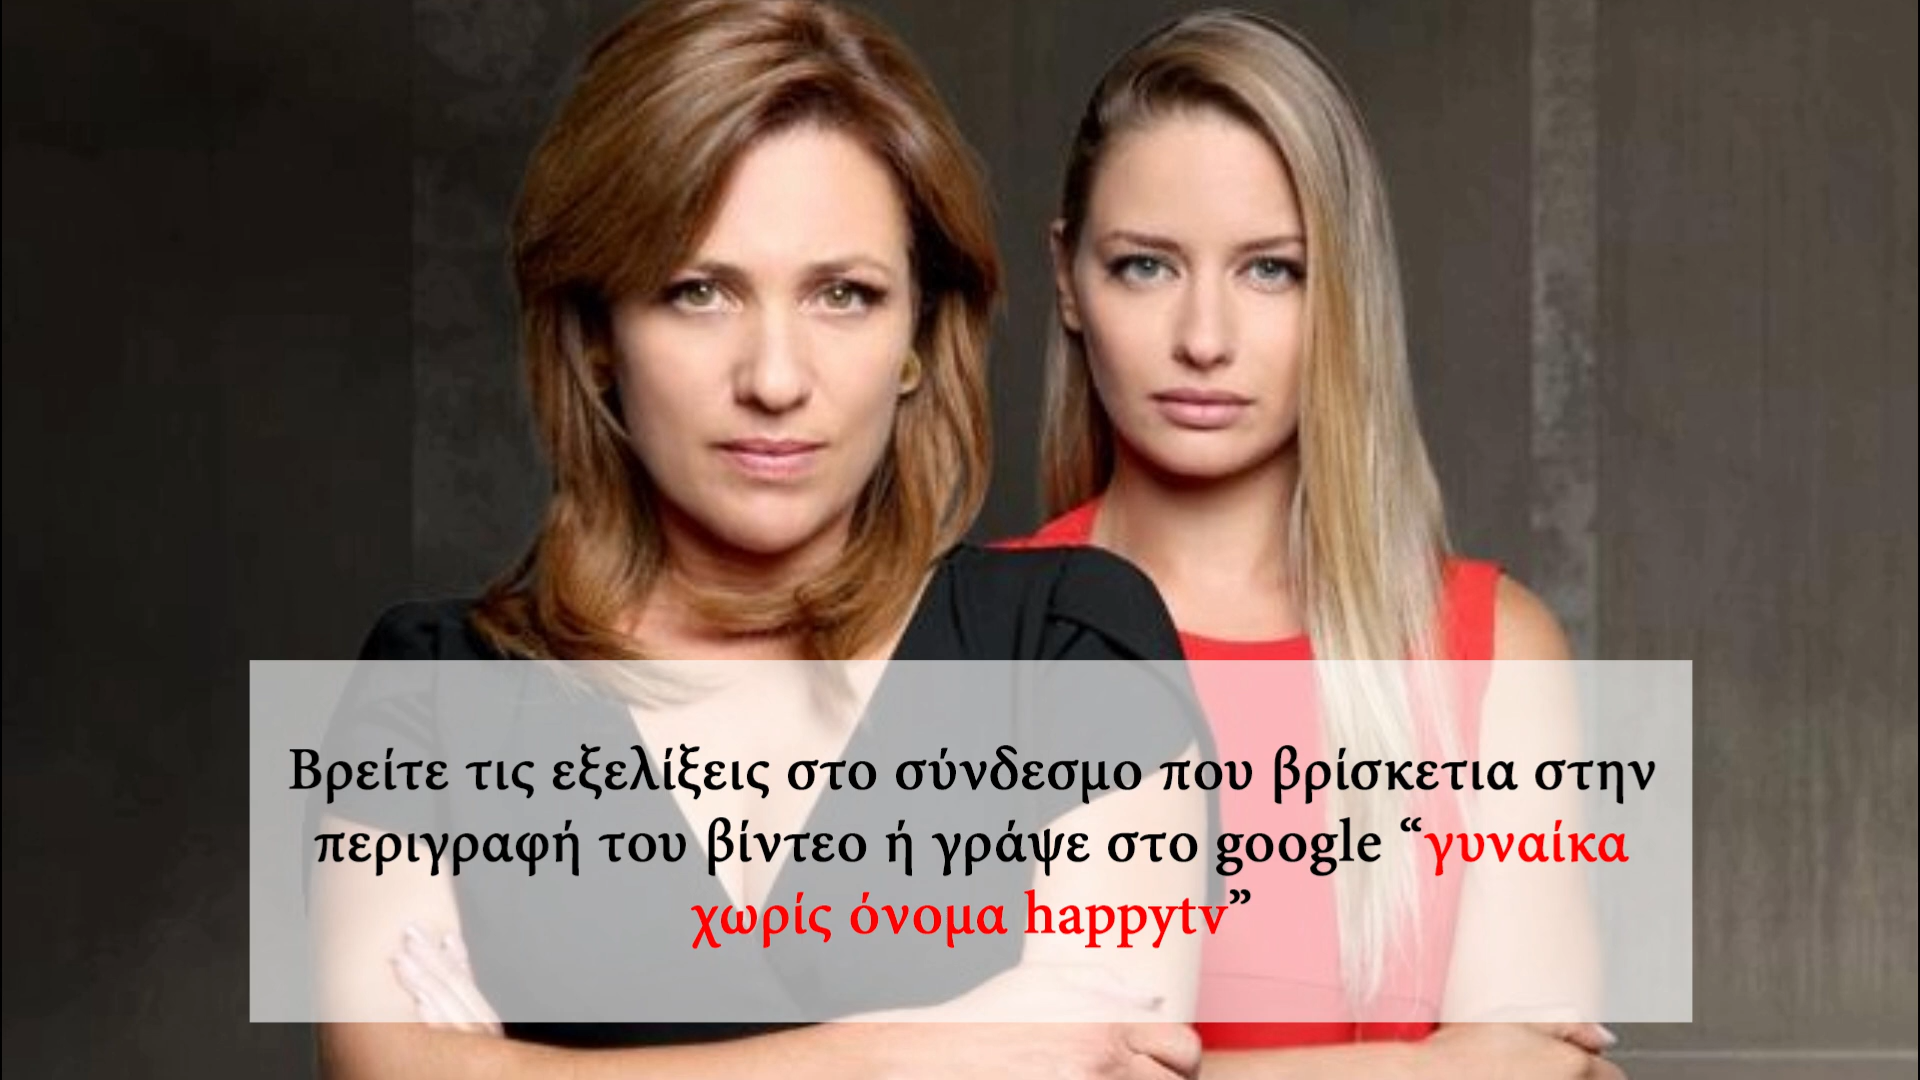 Βρείτε τις εξελίξεις στο σύνδεσμο που βρίσκετια στην
περιγραφή του βίντεο ή γράψε στο google “γυναίκα
χωρίς όνομα happytv”